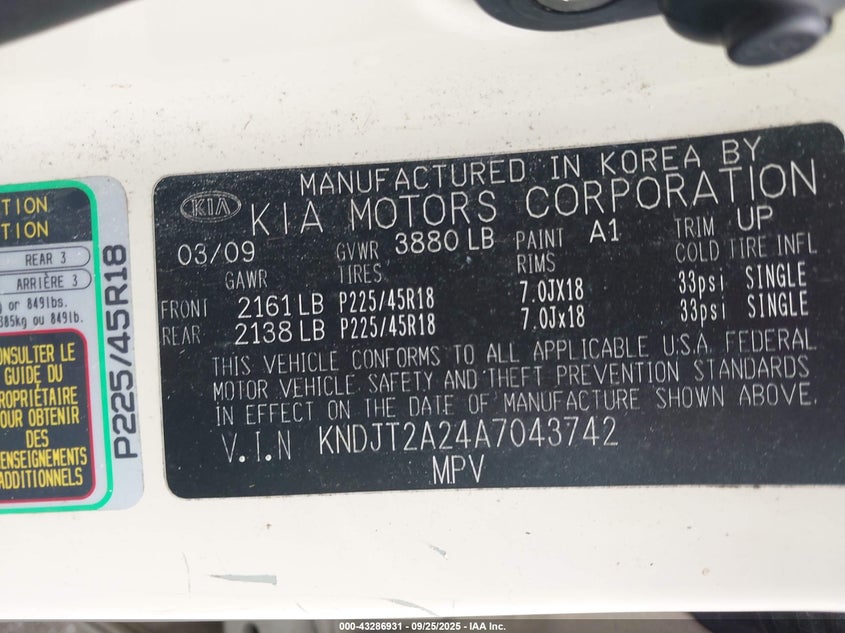 TION
TION
REAR 3
ARRIÈRE 3
or 849lbs.
385kg ou 849lb.
CONSULTER LE
GUIDE DU
PROPRIÉTAIRE
POUR OBTENIR
DES
RENSEIGNEMENTS
ADDITIONNELS
P225/45R18
MANUFACTURED IN KOREA BY
KIA KIA MOTORS CORPORATION
03/09 GVWR 3880 LB PAINT A1 TRIM UP
GAWR TIRES RIMS COLD TIRE INFL
FRONT 2161 LB P225/45R18 7.0JX18 33psi SINGLE
REAR 2138 LB P225/45R18 7.0Jx18 33psi SINGLE
THIS VEHICLE CONFORMS TO ALL APPLICABLE U.S.A. FEDERAL
MOTOR VEHICLE SAFETY AND THEFT PREVENTION STANDARDS
IN EFFECT ON THE DATE OF MANUFACTURE SHOWN ABOVE.
V.I.N KNDJT2A24A7043742
MPV
000-43286931 - 09/25/2025 - IAA Inc.